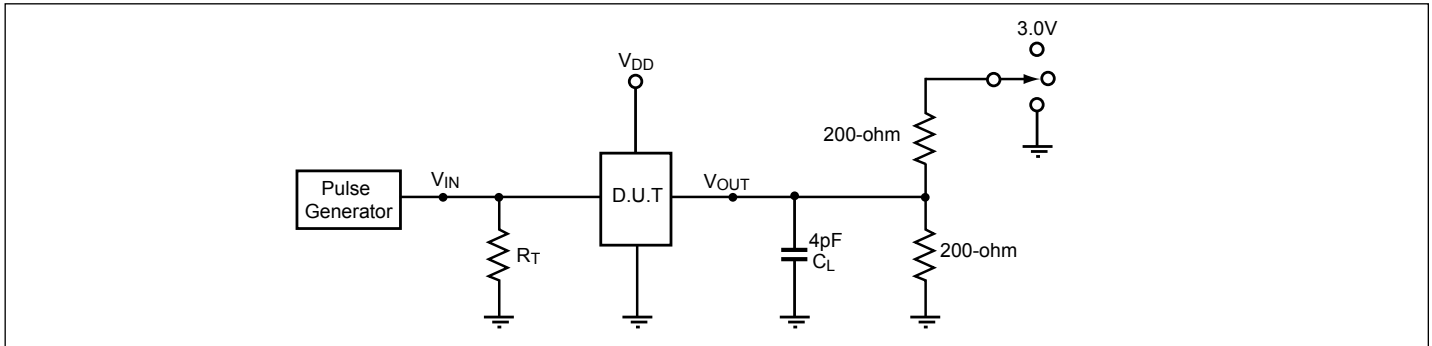 3.0V
VDD
200-ohm
Pulse
Generator
VIN
D.U.T
VOUT
RT
4pF
CL
200-ohm